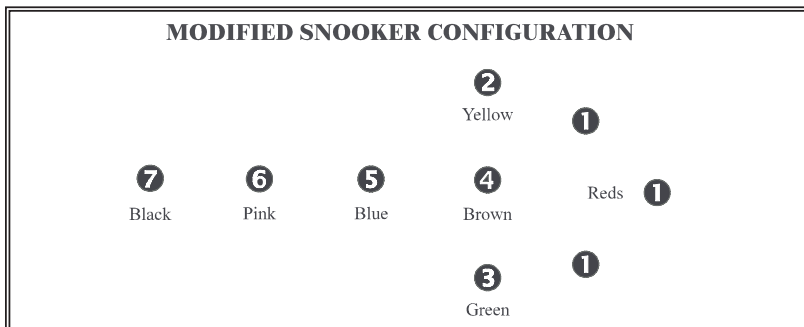 MODIFIED SNOOKER CONFIGURATION
2
Yellow
1
7 6 5 4
Reds 1
Black Pink Blue Brown
1
3
Green